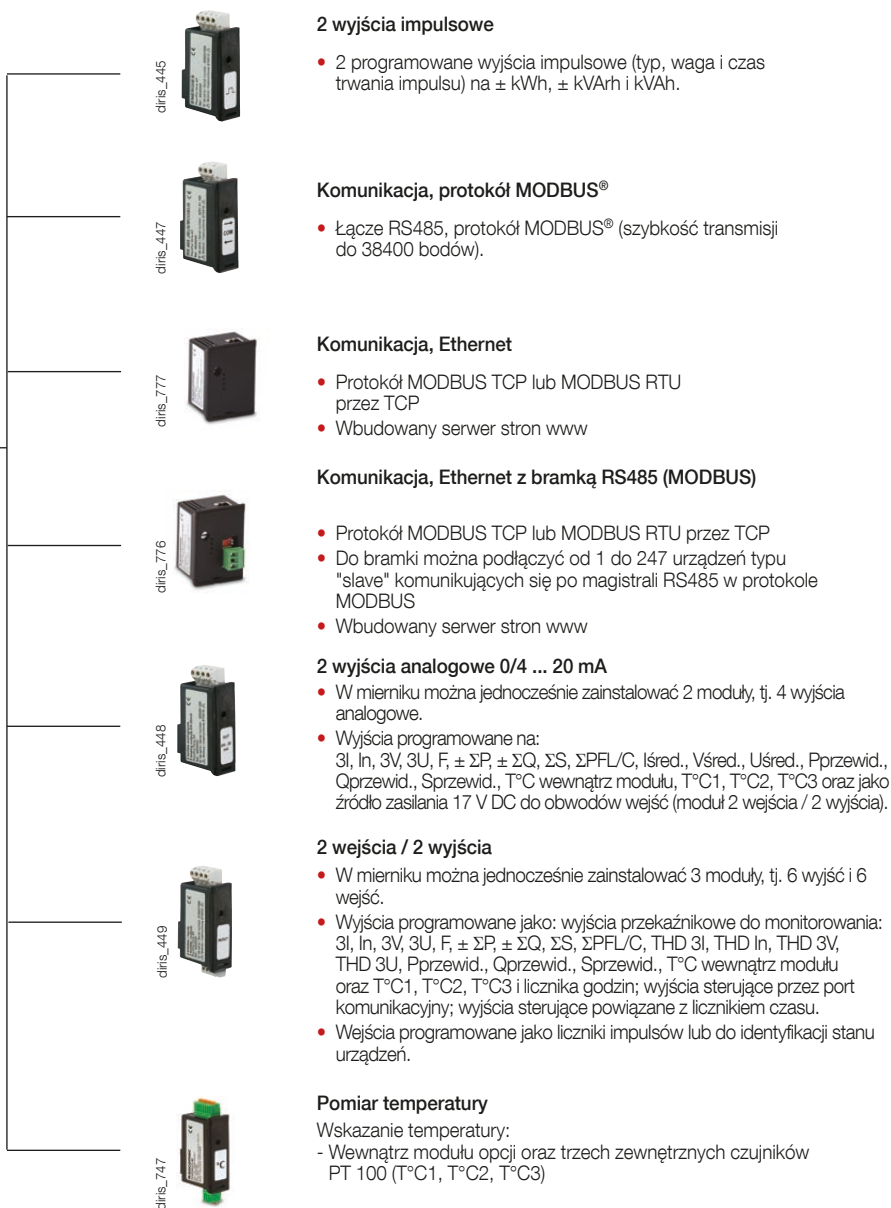 2 wyjścia impulsowe
diris_445
• 2 programowane wyjścia impulsowe (typ, waga i czas
trwania impulsu) na ± kWh, ± kVArh i kVAh.
Komunikacja, protokół MODBUS®
diris_447
COM
• Łącze RS485, protokół MODBUS® (szybkość transmisji
do 38400 bodów).
Komunikacja, Ethernet
diris_777
• Protokół MODBUS TCP lub MODBUS RTU
przez TCP
• Wbudowany serwer stron www
Komunikacja, Ethernet z bramką RS485 (MODBUS)
diris_776
• Protokół MODBUS TCP lub MODBUS RTU przez TCP
• Do bramki można podłączyć od 1 do 247 urządzeń typu
"slave" komunikujących się po magistrali RS485 w protokole
MODBUS
• Wbudowany serwer stron www
2 wyjścia analogowe 0/4 ... 20 mA
diris_448
• W mierniku można jednocześnie zainstalować 2 moduły, tj. 4 wyjścia
analogowe.
• Wyjścia programowane na:
3I, In, 3V, 3U, F, ± ΣP, ± ΣQ, ΣS, ΣPFL/C, Iśred., Vśred., Uśred., Pprzewid.,
Qprzewid., Sprzewid., T°C wewnątrz modułu, T°C1, T°C2, T°C3 oraz jako
źródło zasilania 17 V DC do obwodów wejść (moduł 2 wejścia / 2 wyjścia).
2 wejścia / 2 wyjścia
diris_449
• W mierniku można jednocześnie zainstalować 3 moduły, tj. 6 wyjść i 6
wejść.
• Wyjścia programowane jako: wyjścia przekaźnikowe do monitorowania:
3I, In, 3V, 3U, F, ± ΣP, ± ΣQ, ΣS, ΣPFL/C, THD 3I, THD In, THD 3V,
THD 3U, Pprzewid., Qprzewid., Sprzewid., T°C wewnątrz modułu
oraz T°C1, T°C2, T°C3 i licznika godzin; wyjścia sterujące przez port
komunikacyjny; wyjścia sterujące powiązane z licznikiem czasu.
• Wejścia programowane jako liczniki impulsów lub do identyfikacji stanu
urządzeń.
Pomiar temperatury
diris_747
°C
Wskazanie temperatury:
- Wewnątrz modułu opcji oraz trzech zewnętrznych czujników
PT 100 (T°C1, T°C2, T°C3)